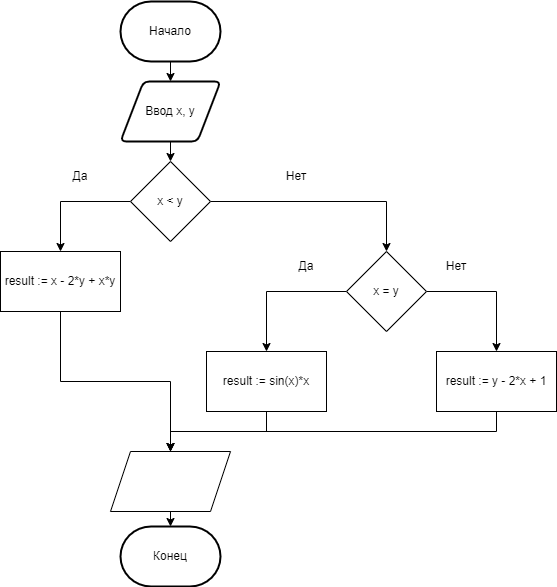 Начало
Ввод x, y
Да
Нет
x < y
result := x - 2*y + x*y
Да
Нет
x = y
result := sin(x)*x
result := y - 2*x + 1
Конец